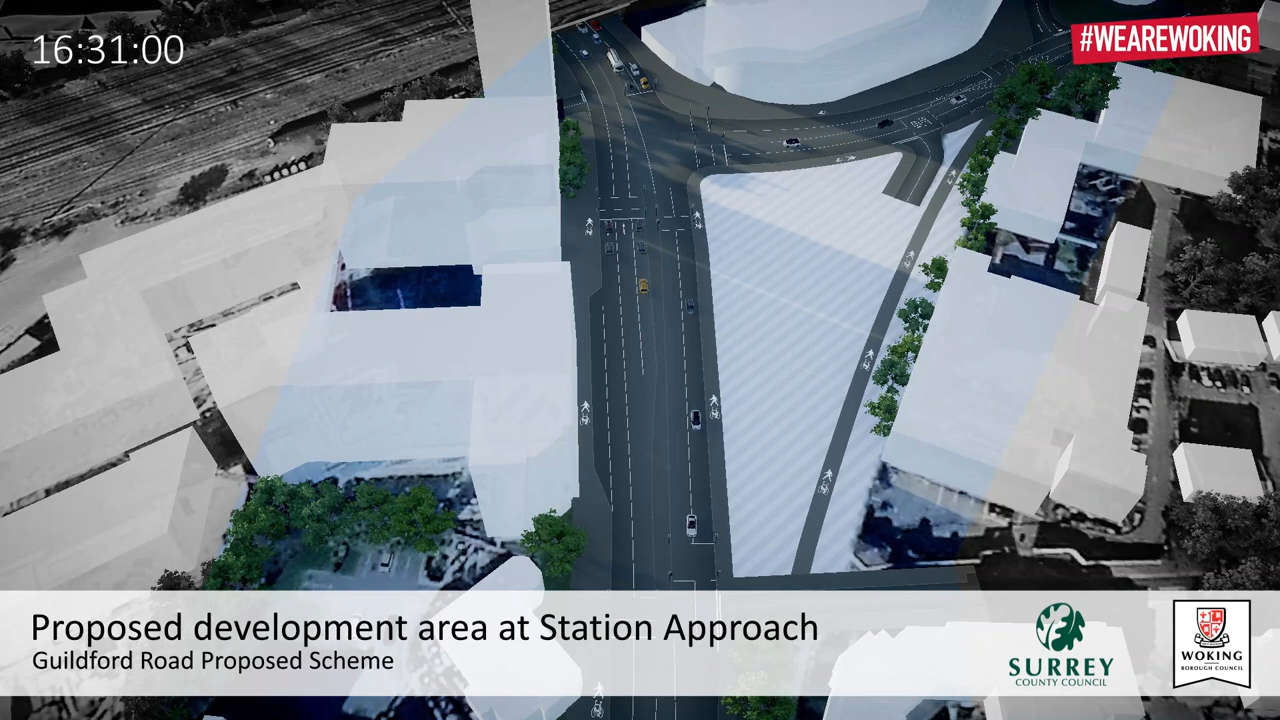 16:31:00
#WEAREWOKING
Proposed development area at Station Approach
Guildford Road Proposed Scheme
SURREY
COUNTY COUNCIL
WOKING
BOROUGH COUNCIL